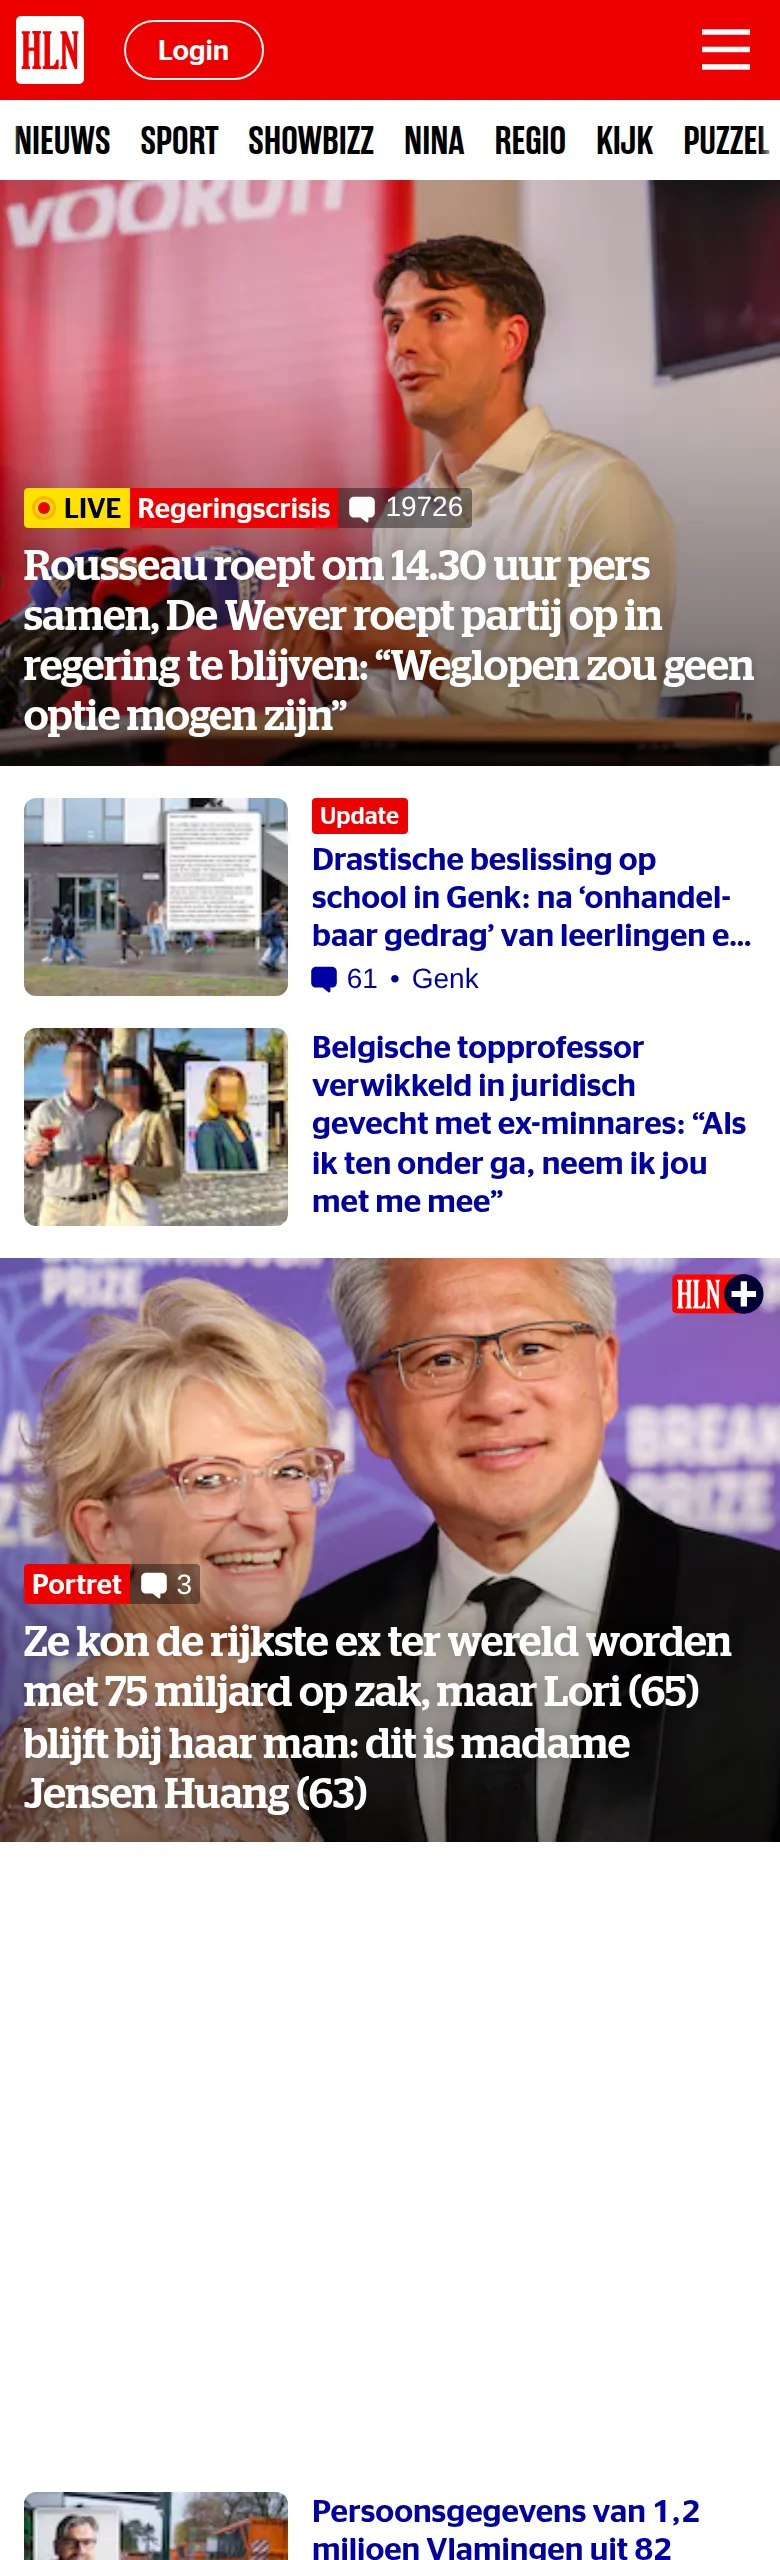 HLN
Login
NIEUWS SPORT SHOWBIZZ NINA REGIO KIJK PUZZEL
VOORUIT
LIVE Regeringscrisis 19726
Rousseau roept om 14.30 uur pers
samen, De Wever roept partij op in
regering te blijven: “Weglopen zou geen
optie mogen zijn”
Update
Drastische beslissing op
school in Genk: na ‘onhandel-
baar gedrag’ van leerlingen e...
61 • Genk
Belgische topprofessor
verwikkeld in juridisch
gevecht met ex-minnares: “Als
ik ten onder ga, neem ik jou
met me mee”
PRIZE
HLN+
BREAK
PRIZE
Portret 3
Ze kon de rijkste ex ter wereld worden
met 75 miljard op zak, maar Lori (65)
blijft bij haar man: dit is madame
Jensen Huang (63)
Persoonsgegevens van 1,2
miljoen Vlamingen uit 82